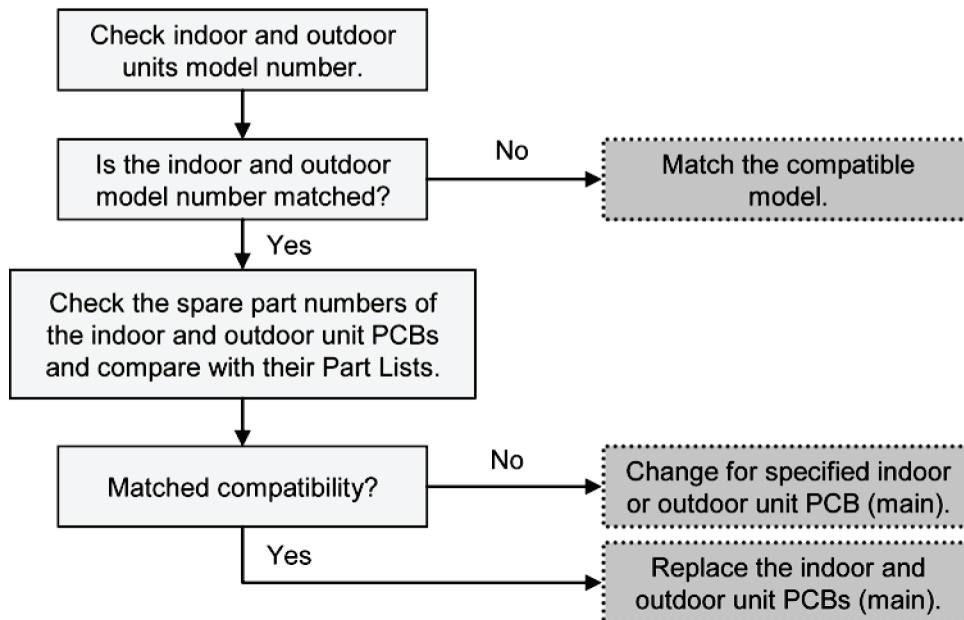 Check indoor and outdoor
units model number.
Is the indoor and outdoor
model number matched?
No
Match the compatible
model.
Yes
Check the spare part numbers of
the indoor and outdoor unit PCBs
and compare with their Part Lists.
Matched compatibility?
No
Change for specified indoor
or outdoor unit PCB (main).
Yes
Replace the indoor and
outdoor unit PCBs (main).